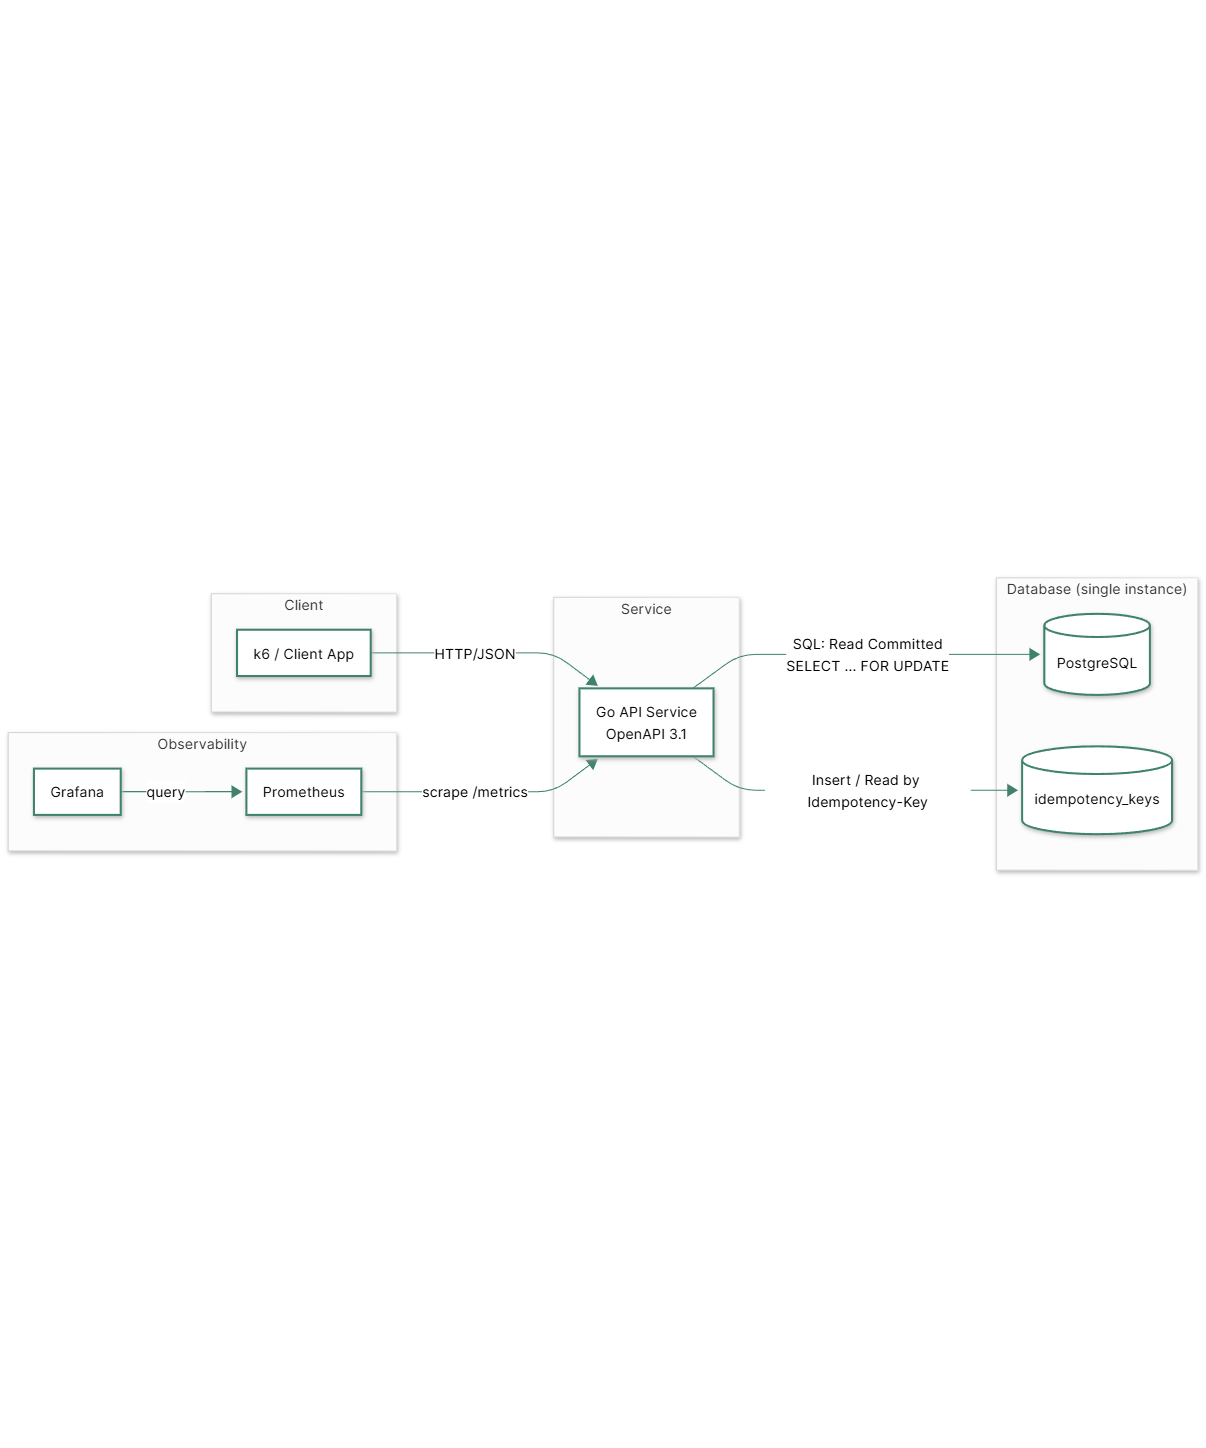 Client
k6 / Client App
HTTP/JSON
Observability
Grafana
query
Prometheus
scrape /metrics
Service
Go API Service
OpenAPI 3.1
SQL: Read Committed
SELECT ... FOR UPDATE
Insert / Read by
Idempotency-Key
Database (single instance)
PostgreSQL
idempotency_keys